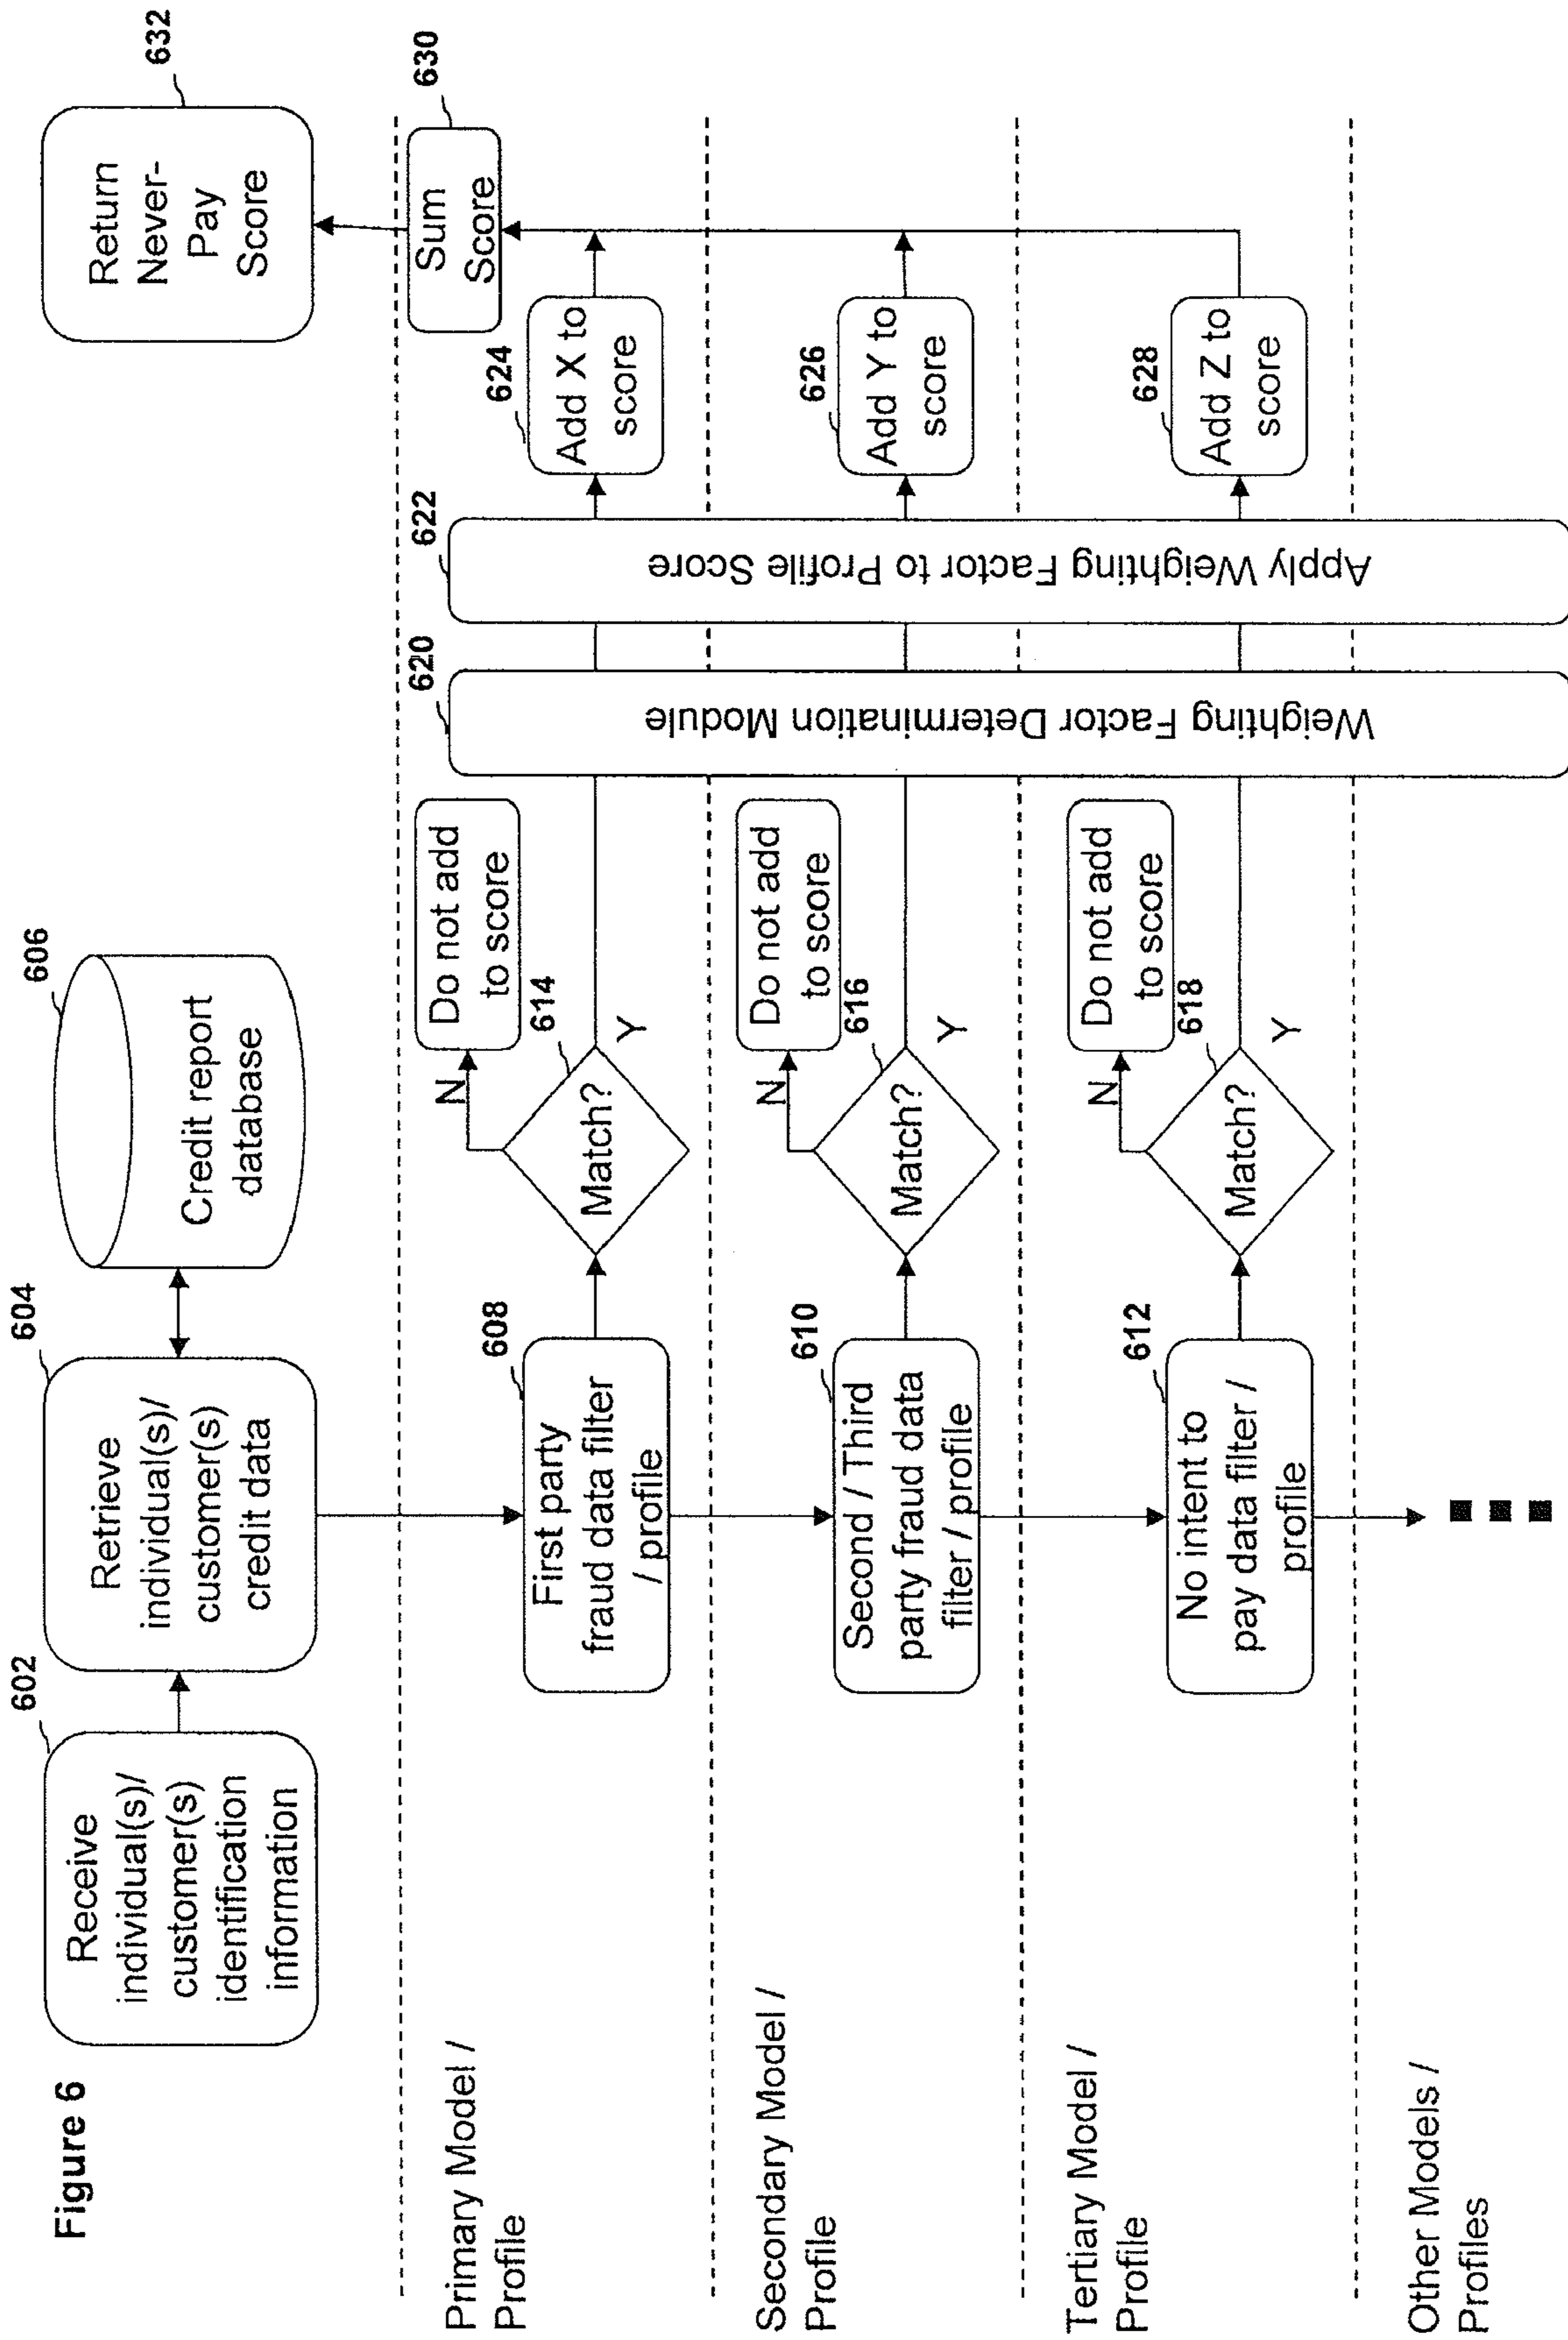 Figure 6
602
Receive
individual(s)/
customer(s)
identification
information
604
Retrieve
individual(s)/
customer(s)
credit data
606
Credit report
database
632
Return
Never-
Pay
Score
Primary Model /
Profile
608
First party
fraud data filter
/ profile
614
Match?
N
Do not add
to score
Y
620
Weighting Factor Determination Module
622
Apply Weighting Factor to Profile Score
624
Add X to
score
630
Sum
Score
Secondary Model /
Profile
610
Second / Third
party fraud data
filter / profile
616
Match?
N
Do not add
to score
Y
626
Add Y to
score
Tertiary Model /
Profile
612
No intent to
pay data filter /
profile
618
Match?
N
Do not add
to score
Y
628
Add Z to
score
Other Models /
Profiles